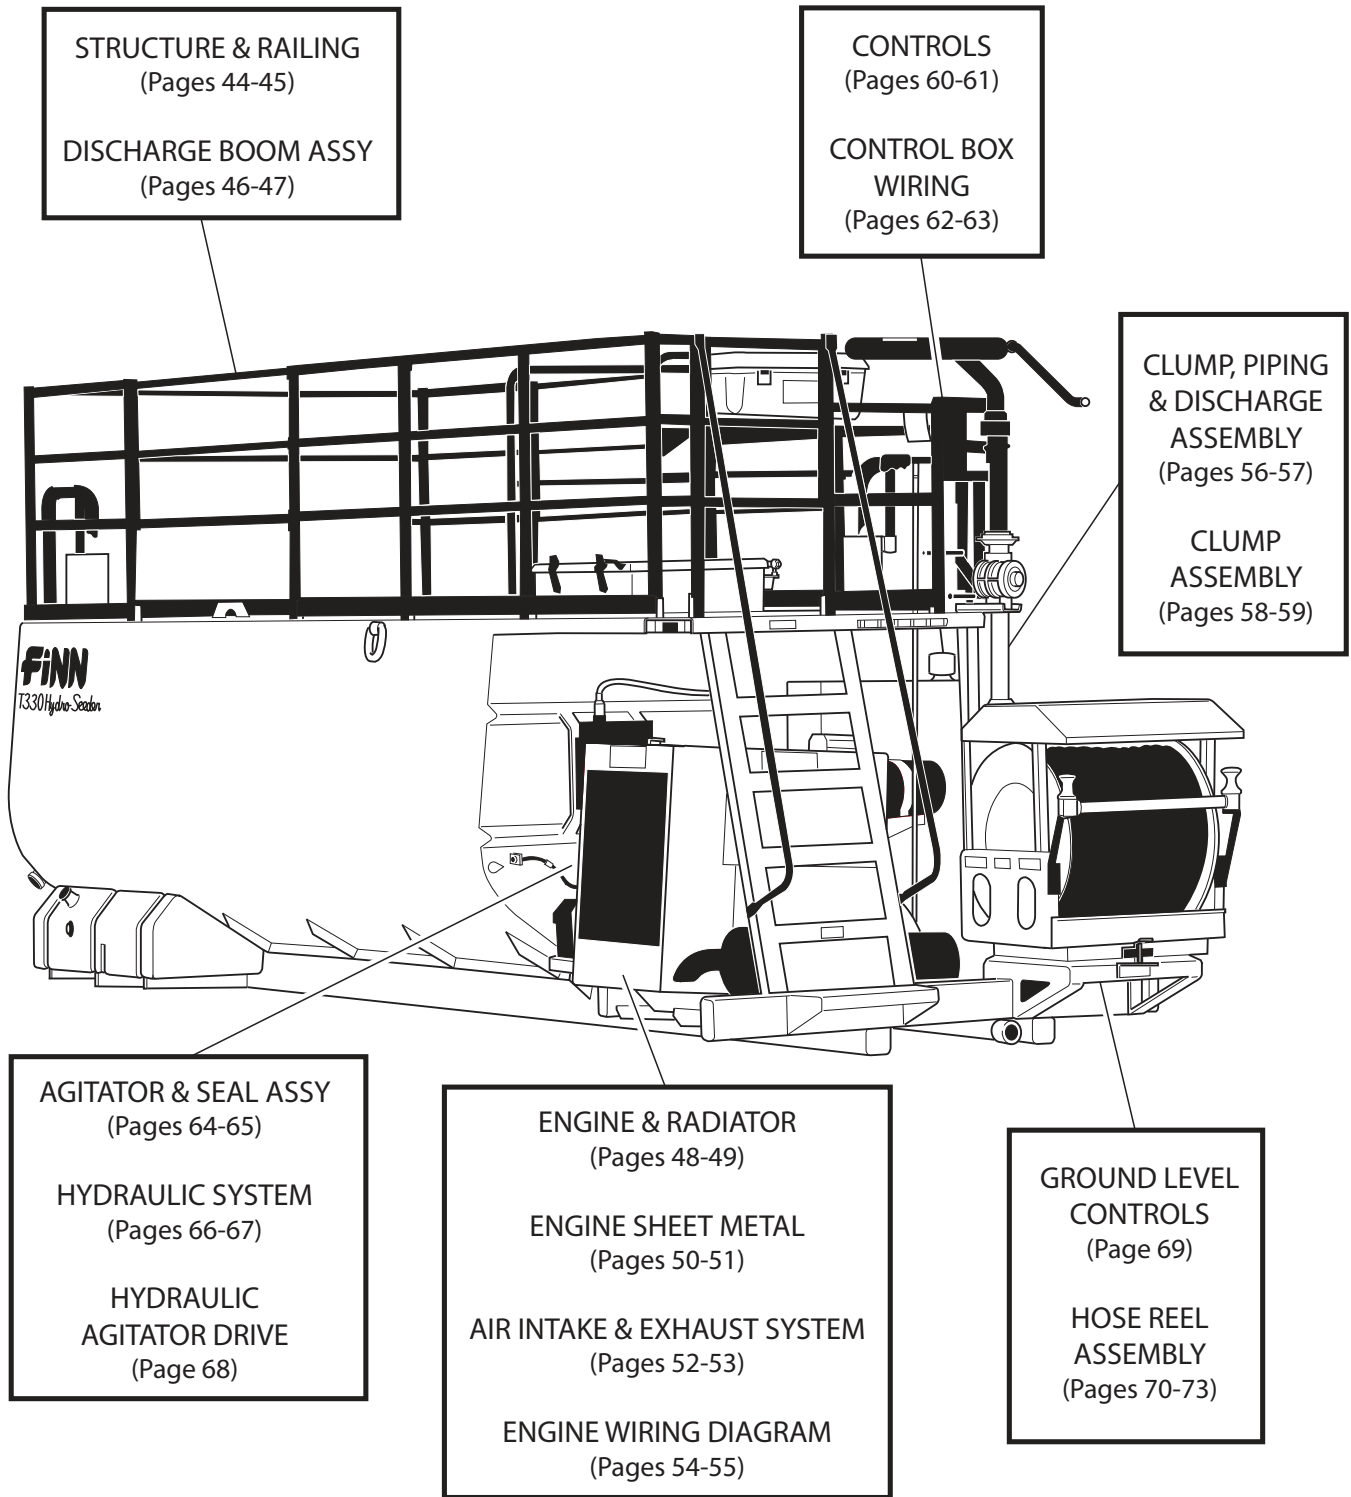 STRUCTURE & RAILING
(Pages 44-45)
DISCHARGE BOOM ASSY
(Pages 46-47)
CONTROLS
(Pages 60-61)
CONTROL BOX
WIRING
(Pages 62-63)
CLUMP, PIPING
& DISCHARGE
ASSEMBLY
(Pages 56-57)
CLUMP
ASSEMBLY
(Pages 58-59)
FiNN
T330 Hydro-Seeder
AGITATOR & SEAL ASSY
(Pages 64-65)
HYDRAULIC SYSTEM
(Pages 66-67)
HYDRAULIC
AGITATOR DRIVE
(Page 68)
ENGINE & RADIATOR
(Pages 48-49)
ENGINE SHEET METAL
(Pages 50-51)
AIR INTAKE & EXHAUST SYSTEM
(Pages 52-53)
ENGINE WIRING DIAGRAM
(Pages 54-55)
GROUND LEVEL
CONTROLS
(Page 69)
HOSE REEL
ASSEMBLY
(Pages 70-73)